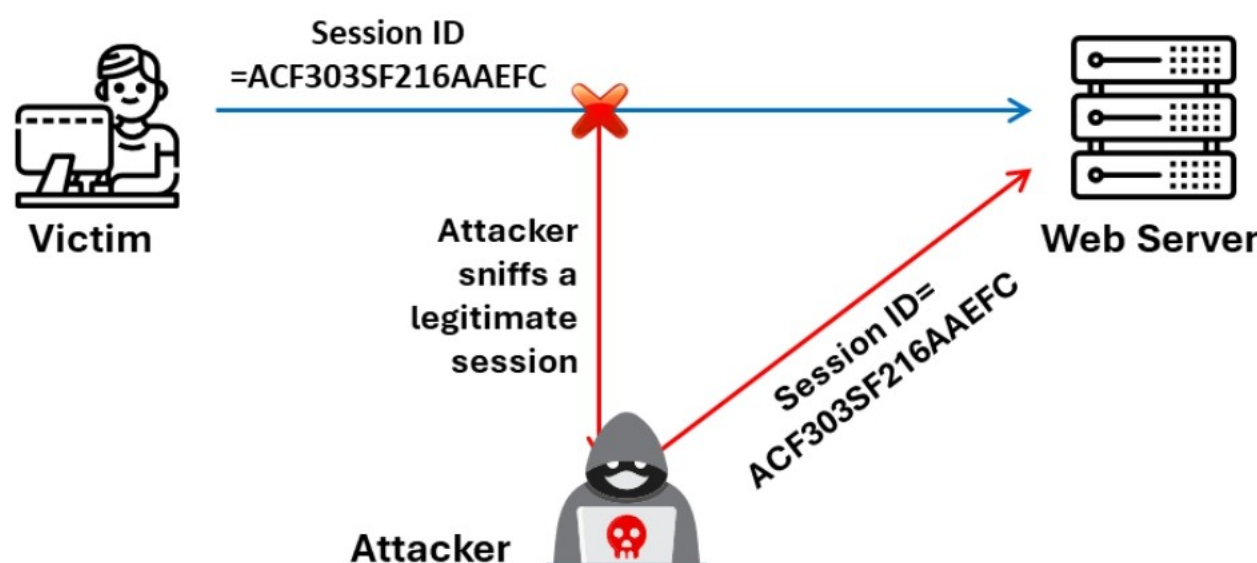 Session ID
=ACF303SF216AAEFC
Victim
Web Server
Attacker
sniffs a
legitimate
session
Session ID=
ACF303SF216AAEFC
Attacker